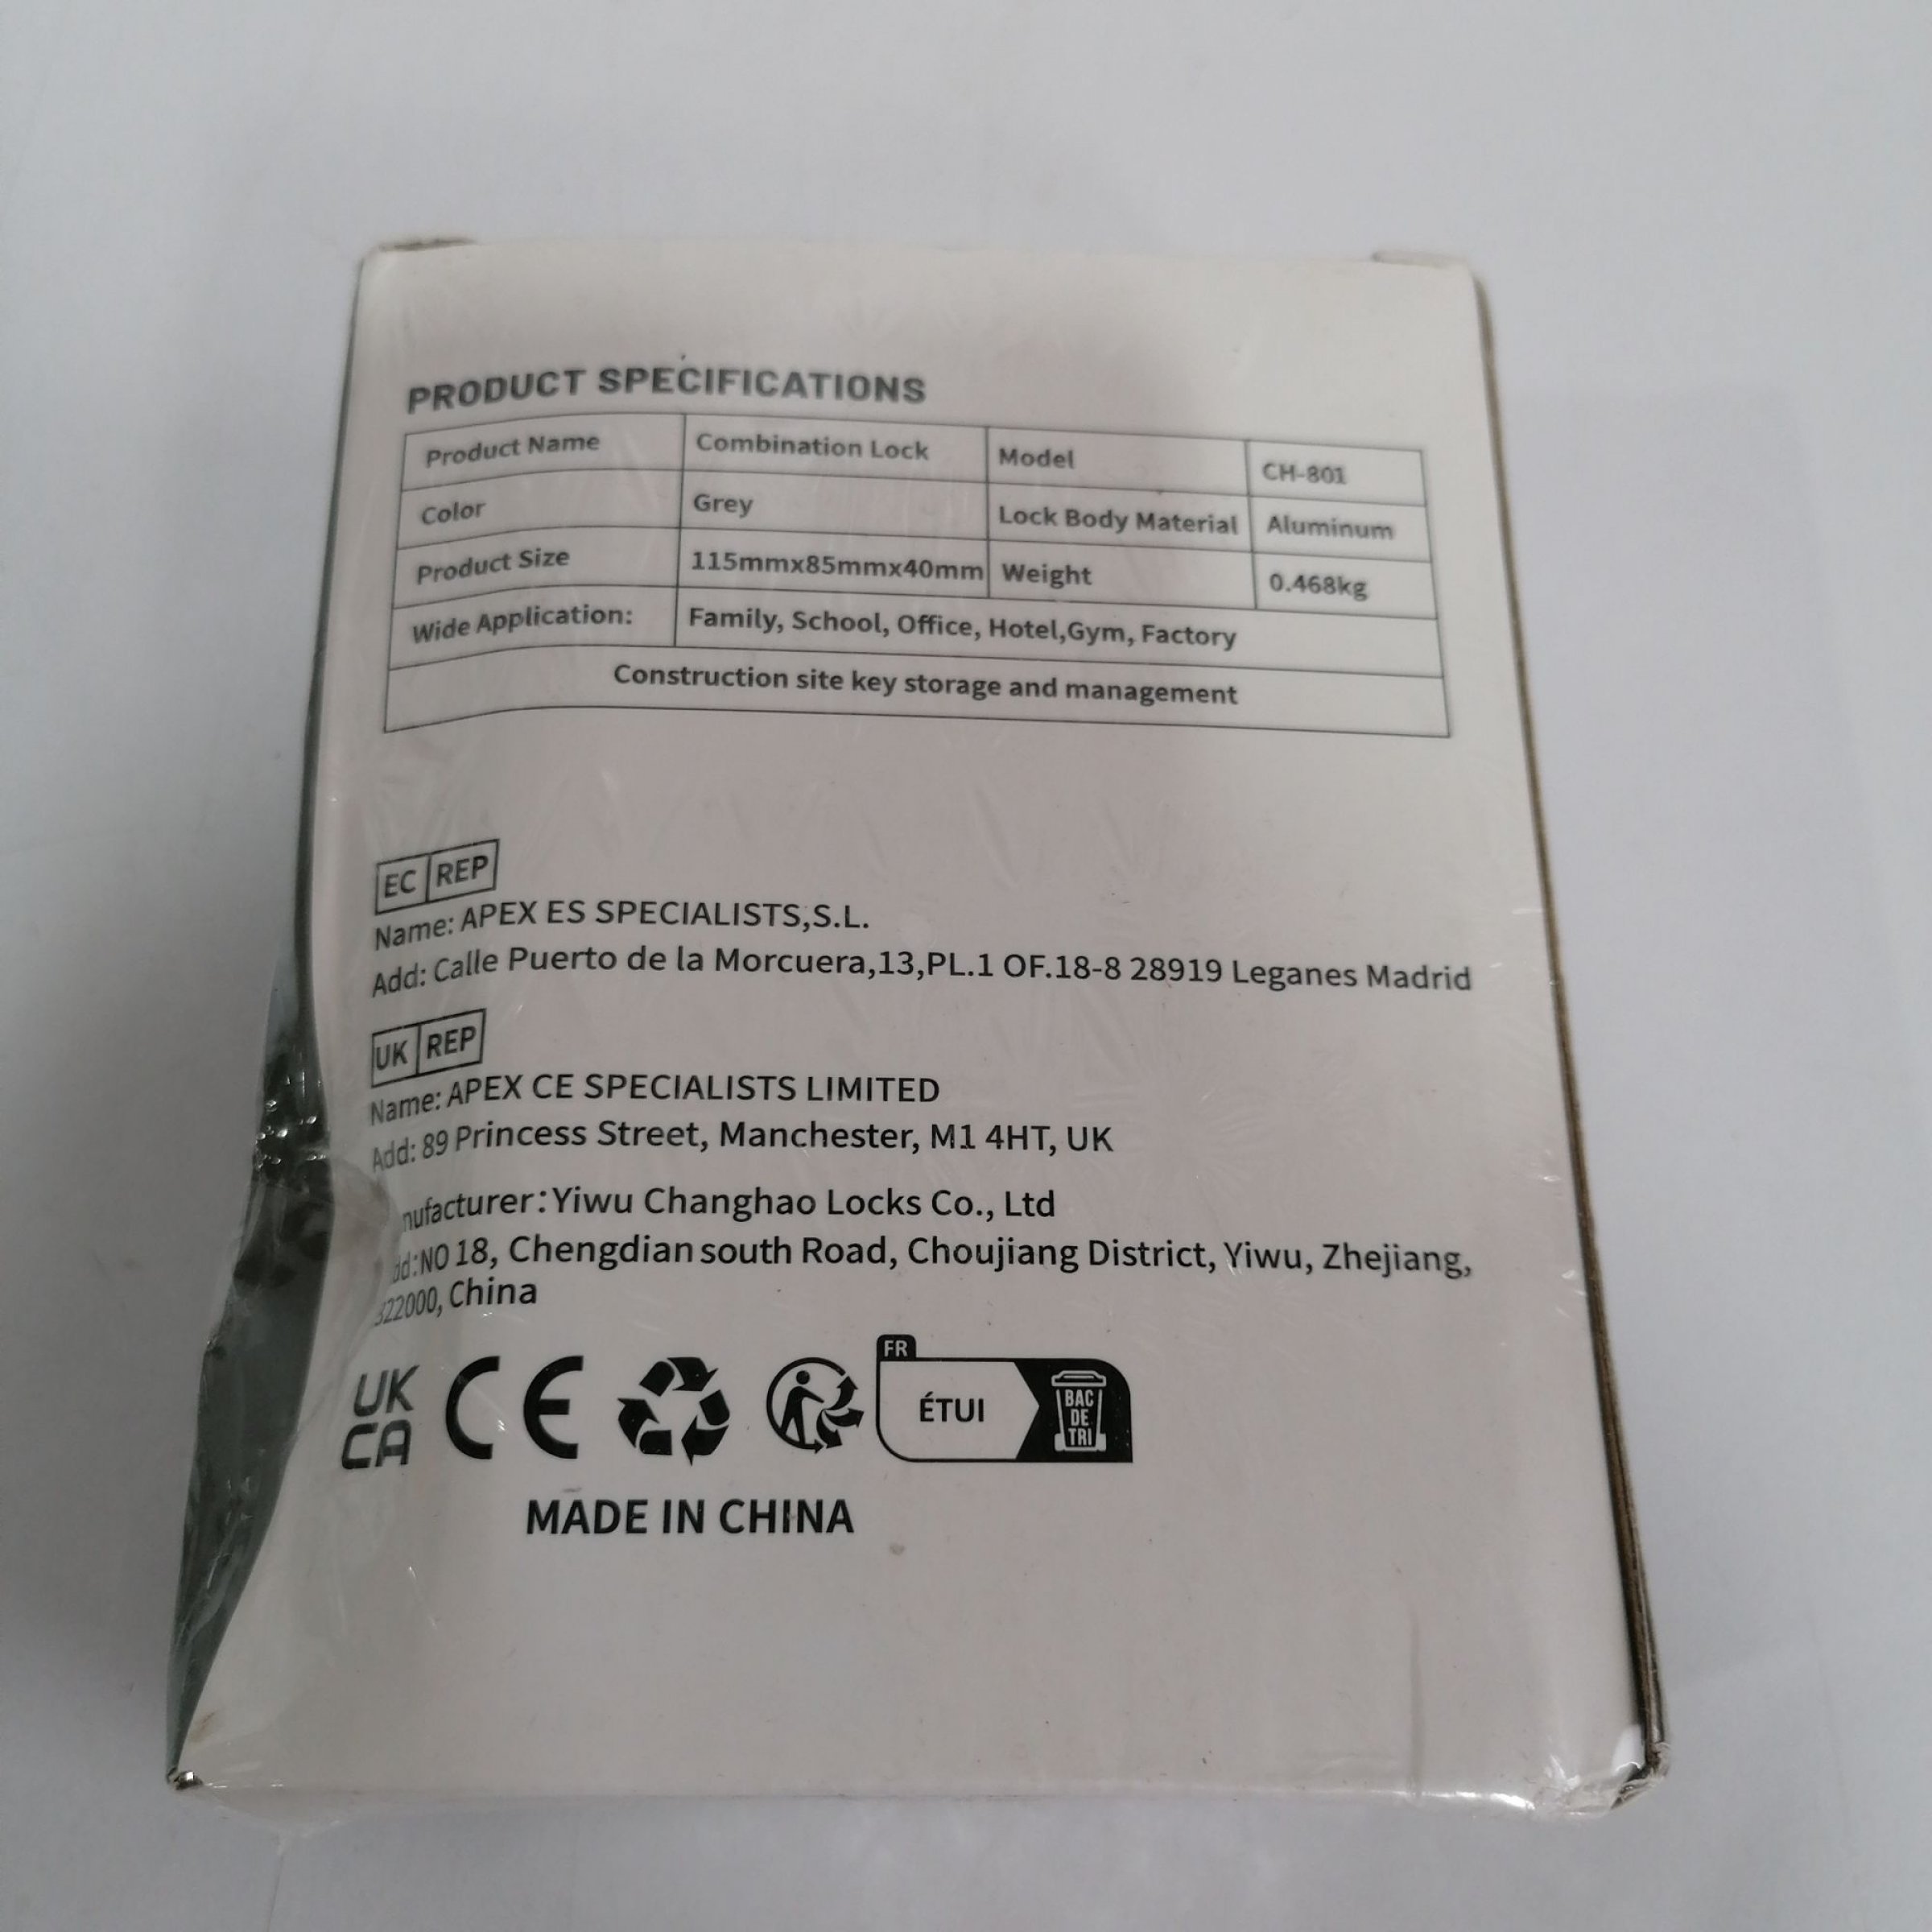 PRODUCT SPECIFICATIONS
Product Name Combination Lock Model CH-801
Color Grey Lock Body Material Aluminum
Product Size 115mmx85mmx40mm Weight 0.468kg
Wide Application: Family, School, Office, Hotel,Gym, Factory
Construction site key storage and management
EC REP
Name: APEX ES SPECIALISTS,S.L.
Add: Calle Puerto de la Morcuera,13,PL.1 OF.18-8 28919 Leganes Madrid
UK REP
Name: APEX CE SPECIALISTS LIMITED
Add: 89 Princess Street, Manchester, M1 4HT, UK
nufacturer:Yiwu Changhao Locks Co., Ltd
dd:NO 18, Chengdian south Road, Choujiang District, Yiwu, Zhejiang,
322000, China
UK
CA
CE
FR
ÉTUI
BAC
DE
TRI
MADE IN CHINA